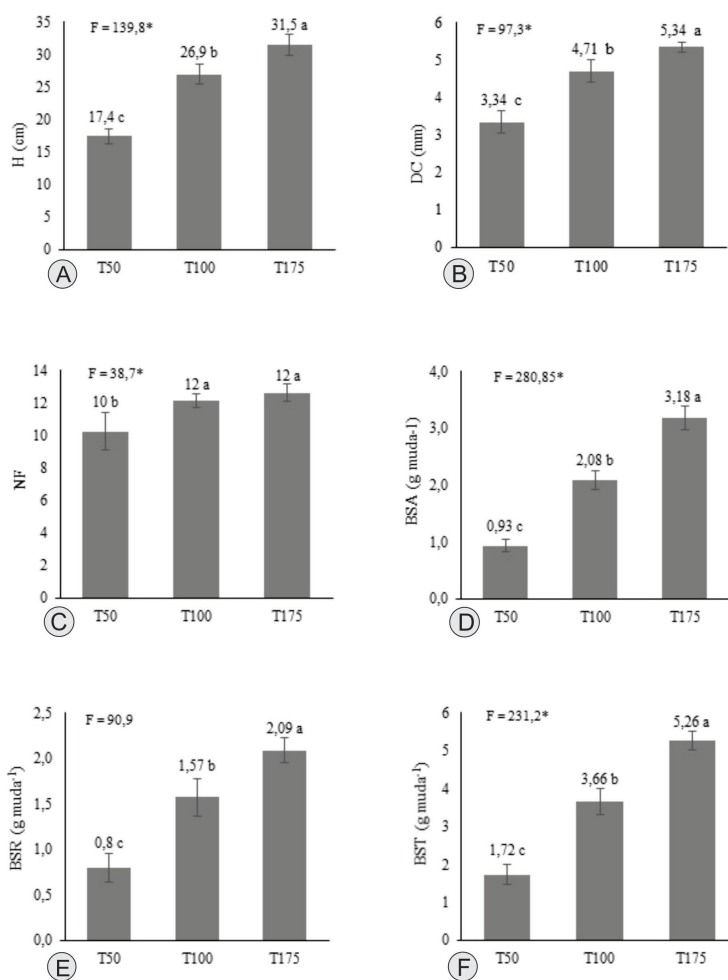 F = 139,8*
H (cm)
35
30
25
20
15
10
5
0
17,4 c
26,9 b
31,5 a
T50
T100
T175
A
F = 97,3*
DC (mm)
6
5
4
3
2
1
0
3,34 c
4,71 b
5,34 a
T50
T100
T175
B
F = 38,7*
NF
14
12
10
8
6
4
2
0
10 b
12 a
12 a
T50
T100
T175
C
F = 280,85*
BSA (g muda-1)
4,0
3,0
2,0
1,0
0,0
0,93 c
2,08 b
3,18 a
T50
T100
T175
D
F = 90,9
BSR (g muda⁻¹)
2,5
2,0
1,5
1,0
0,5
0,0
0,8 c
1,57 b
2,09 a
T50
T100
T175
E
F = 231,2*
BST (g muda⁻¹)
6
5
4
3
2
1
0
1,72 c
3,66 b
5,26 a
T50
T100
T175
F